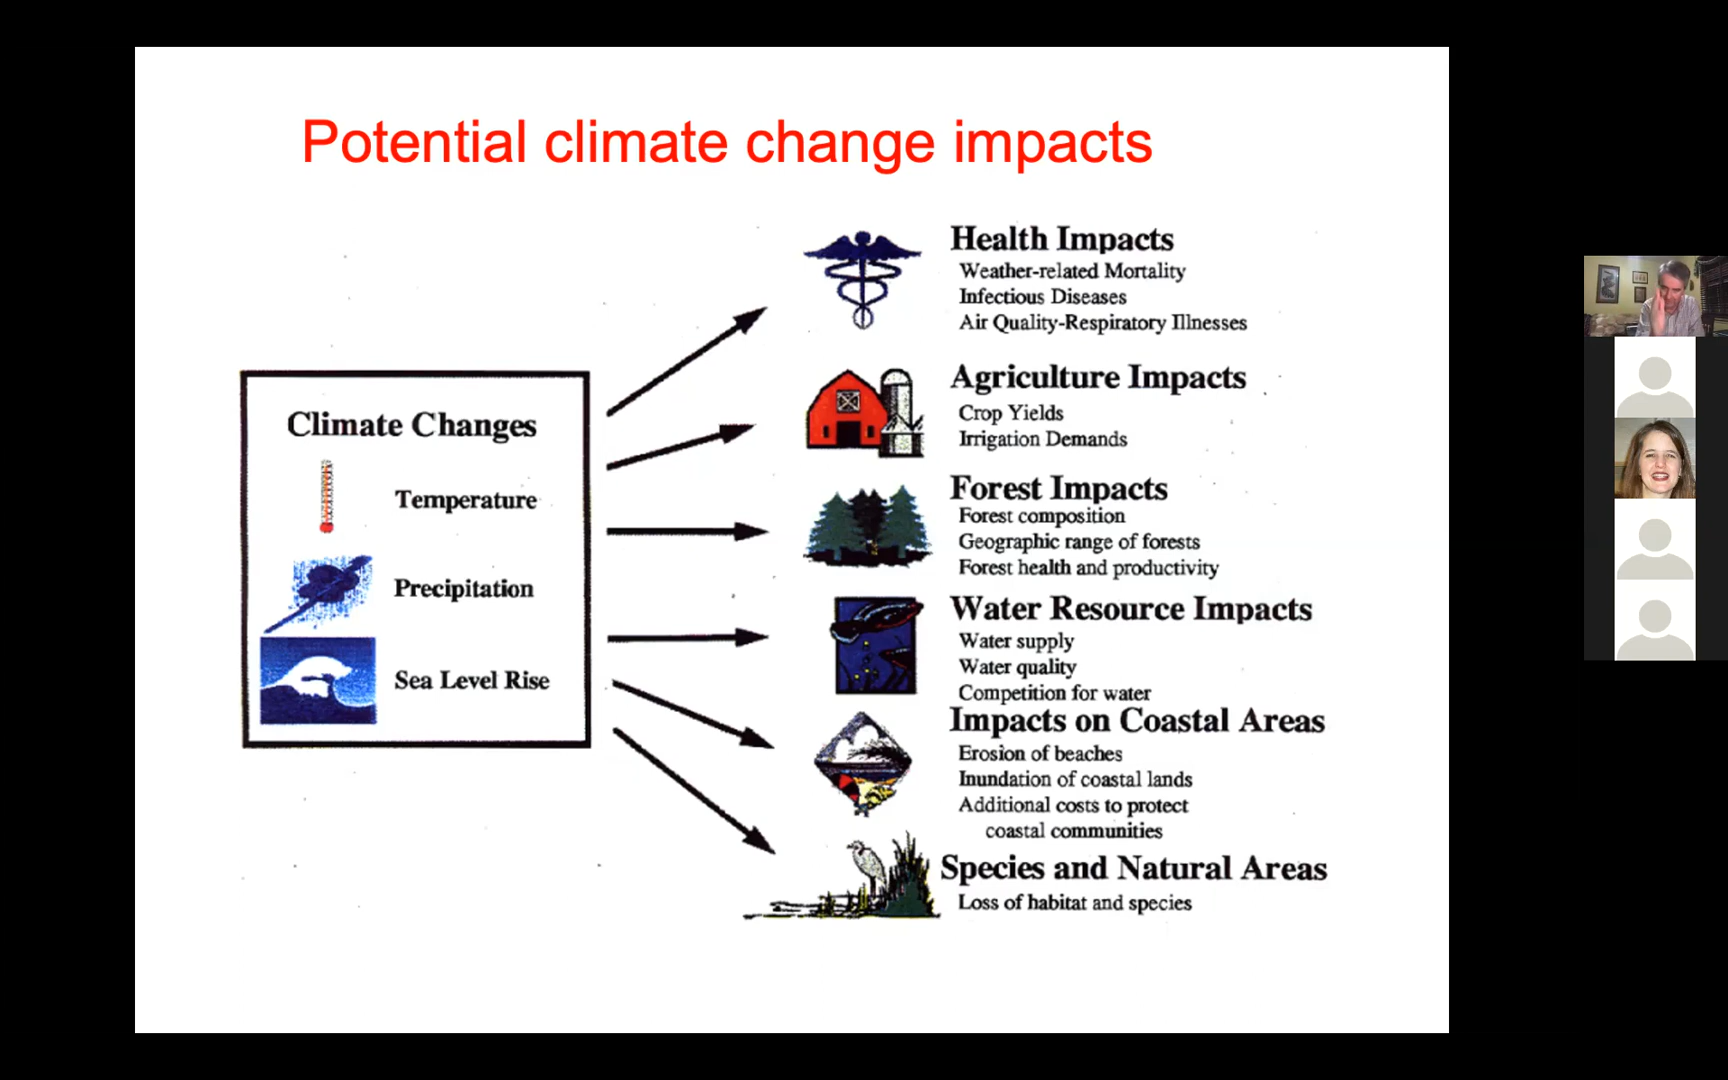 Potential climate change impacts
Climate Changes
Temperature
Precipitation
Sea Level Rise
Health Impacts
Weather-related Mortality
Infectious Diseases
Air Quality-Respiratory Illnesses
Agriculture Impacts
Crop Yields
Irrigation Demands
Forest Impacts
Forest composition
Geographic range of forests
Forest health and productivity
Water Resource Impacts
Water supply
Water quality
Competition for water
Impacts on Coastal Areas
Erosion of beaches
Inundation of coastal lands
Additional costs to protect
coastal communities
Species and Natural Areas
Loss of habitat and species